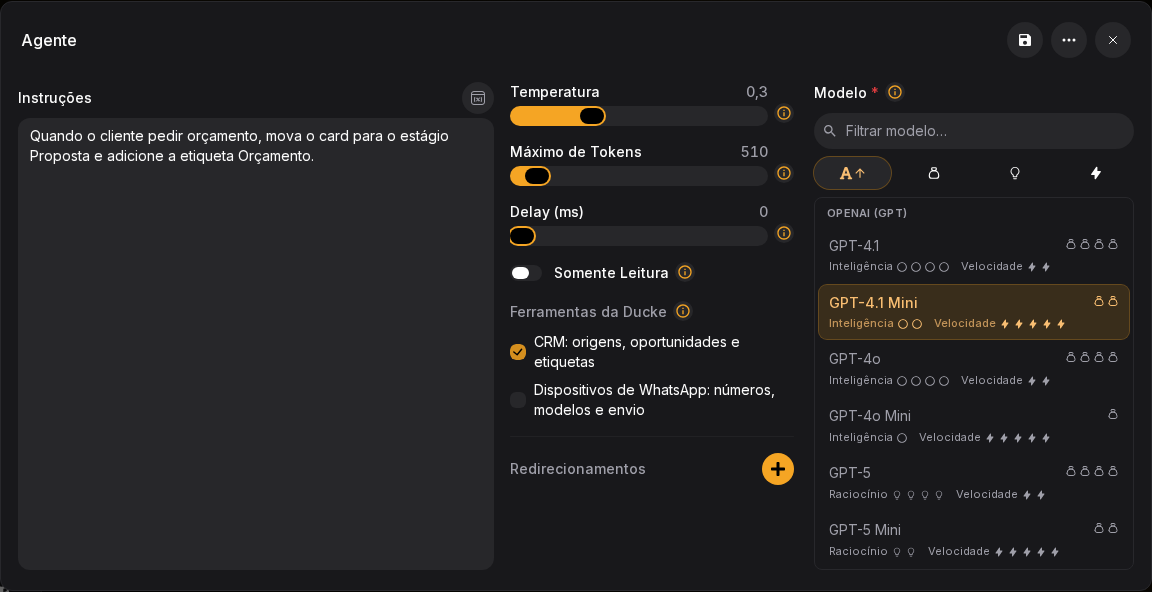 Agente
Instruções
Quando o cliente pedir orçamento, mova o card para o estágio
Proposta e adicione a etiqueta Orçamento.
Temperatura 0,3
Máximo de Tokens 510
Delay (ms) 0
Somente Leitura
Ferramentas da Ducke
CRM: origens, oportunidades e
etiquetas
Dispositivos de WhatsApp: números,
modelos e envio
Redirecionamentos
Modelo *
Filtrar modelo...
A↑
OPENAI (GPT)
GPT-4.1
Inteligência Velocidade
GPT-4.1 Mini
Inteligência Velocidade
GPT-4o
Inteligência Velocidade
GPT-4o Mini
Inteligência Velocidade
GPT-5
Raciocínio Velocidade
GPT-5 Mini
Raciocínio Velocidade